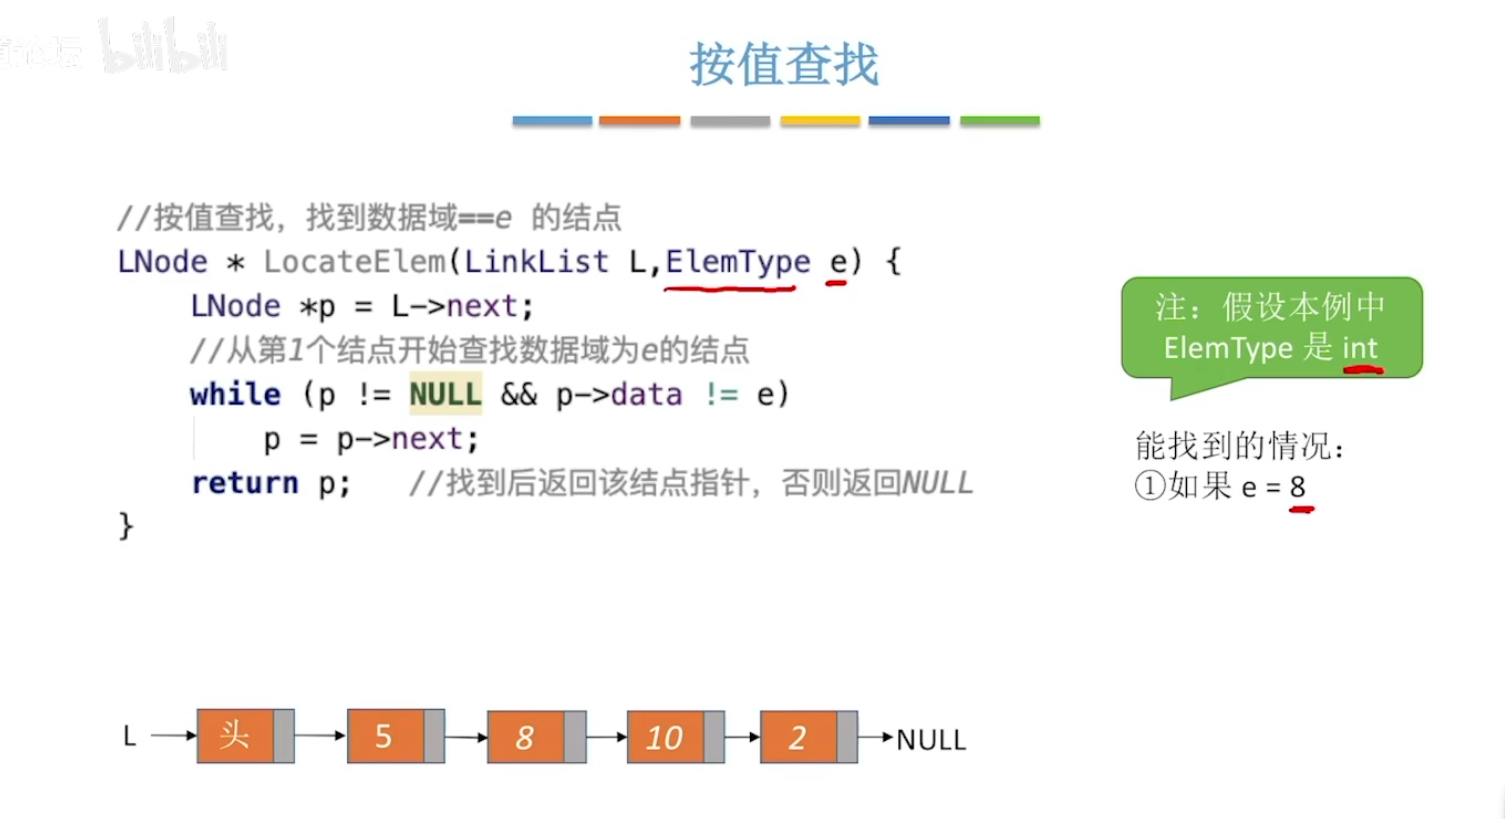 bilibili
按值查找
//按值查找，找到数据域==e 的结点
LNode * LocateElem(LinkList L,ElemType e) {
LNode *p = L->next;
//从第1个结点开始查找数据域为e的结点
while (p != NULL && p->data != e)
p = p->next;
return p; //找到后返回该结点指针，否则返回NULL
}
注：假设本例中
ElemType 是 int
能找到的情况：
①如果 e = 8
L 头 5 8 10 2 NULL